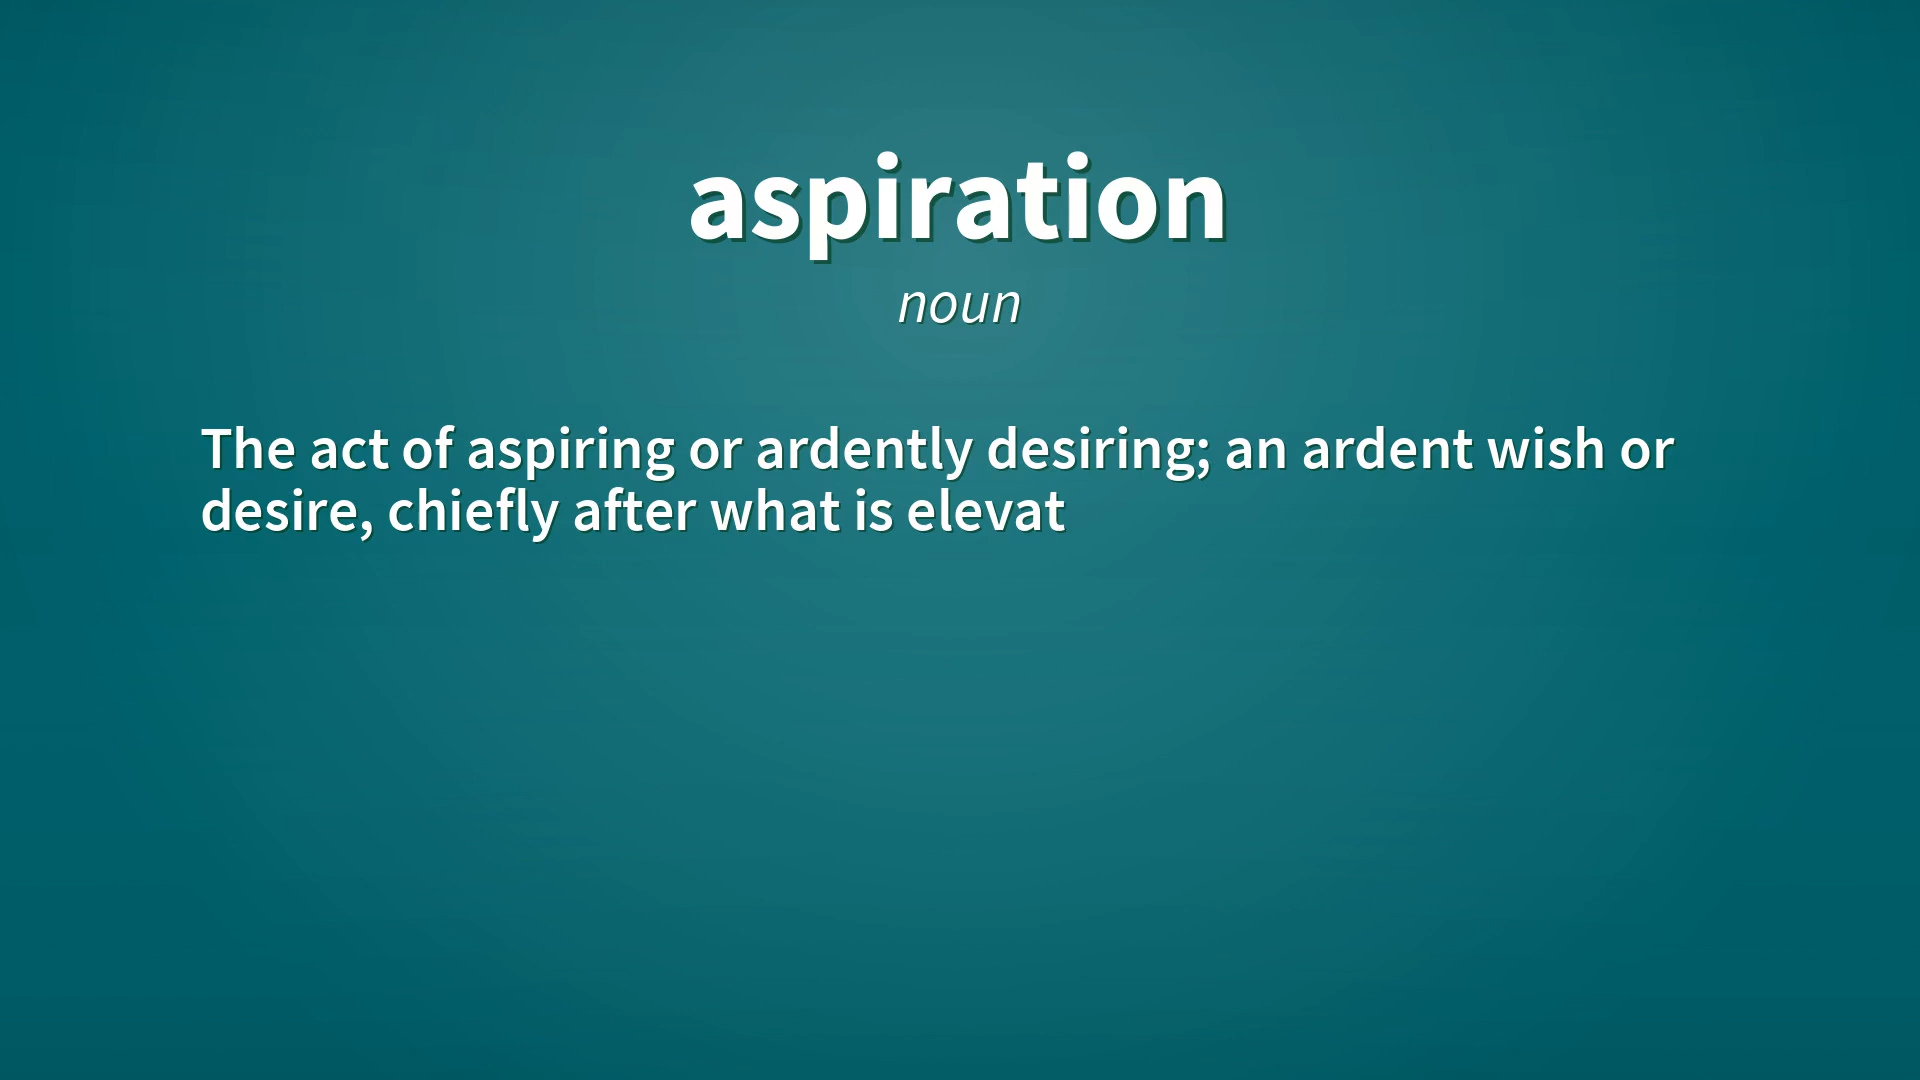 aspiration
noun
The act of aspiring or ardently desiring; an ardent wish or
desire, chiefly after what is elevat